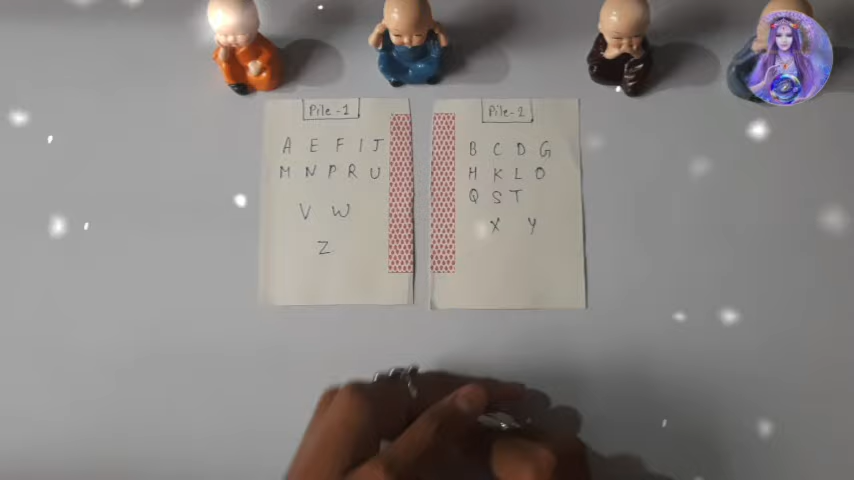 Pile-1
A E F I J
M N P R U
V W
Z
Pile-2
B C D G
H K L O
Q S T
X Y